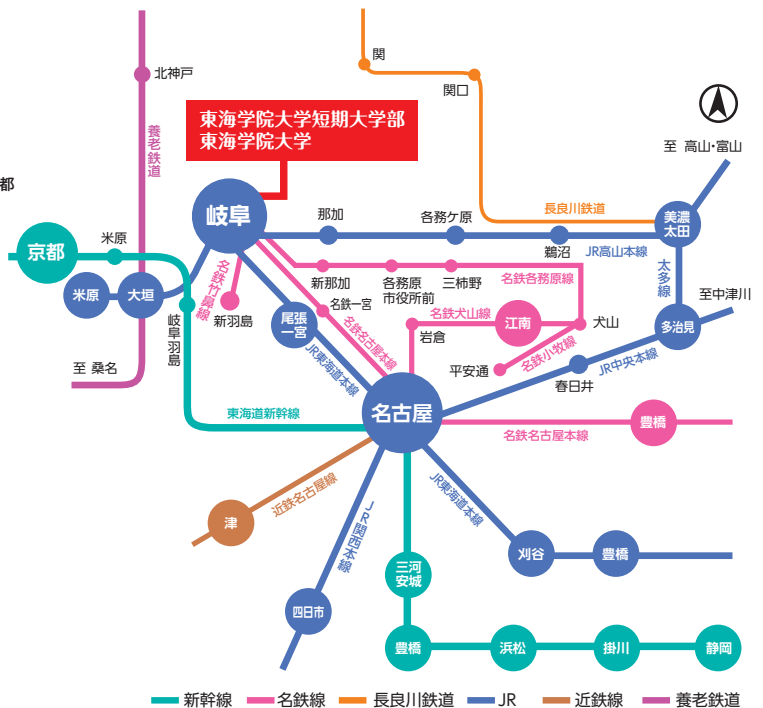 関
北神戸
関口
養老鉄道
東海学院大学短期大学部
東海学院大学
至 高山・富山
都
岐阜
那加
各務ケ原
長良川鉄道
美濃
太田
京都
米原
鵜沼
JR高山本線
米原
大垣
名鉄竹鼻線
新那加
各務原
市役所前
三柿野
名鉄各務原線
太多線
至中津川
新羽島
名鉄一宮
尾張
一宮
名鉄名古屋本線
名鉄犬山線
江南
犬山
岩倉
多治見
岐阜羽島
JR東海道本線
名鉄小牧線
平安通
春日井
JR中央本線
至 桑名
東海道新幹線
名古屋
豊橋
名鉄名古屋本線
近鉄名古屋線
津
JR関西本線
JR東海道本線
刈谷
豊橋
三河
安城
四日市
豊橋
浜松
掛川
静岡
新幹線
名鉄線
長良川鉄道
JR
近鉄線
養老鉄道